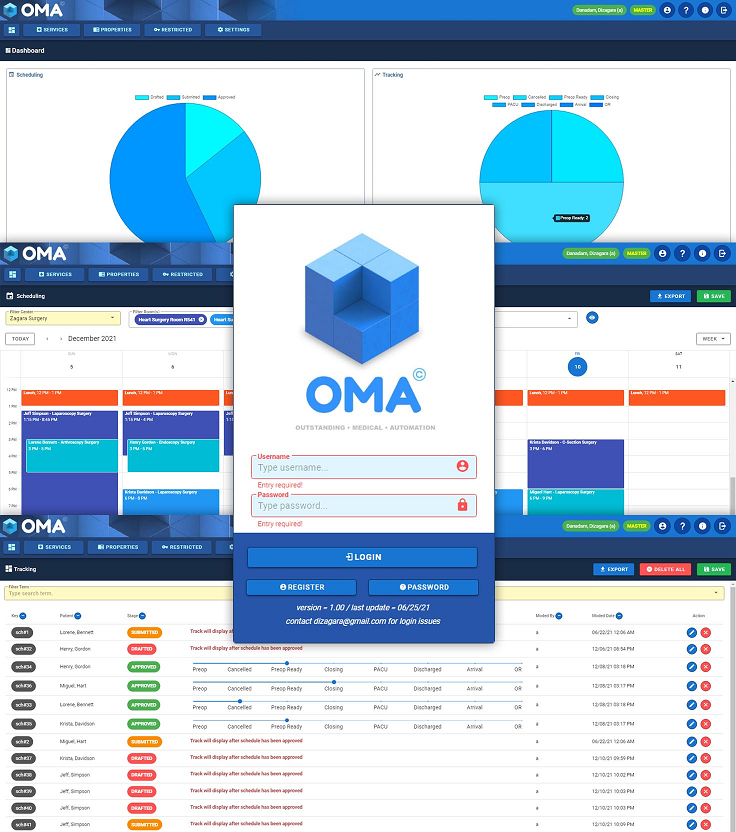 OMA©
Danadam, Dizagara (a) MASTER
SERVICES PROPERTIES RESTRICTED SETTINGS
Dashboard
Scheduling
Drafted Submitted Approved
Tracking
Preop Cancelled Preop Ready Closing
PACU Discharged Arrival OR
Preop Ready: 2
OMA©
Danadam, Dizagara (a) MASTER
SERVICES PROPERTIES RESTRICTED
Scheduling
EXPORT SAVE
Filter Center
Zagara Surgery
Filter Room(s)
Heart Surgery Room R541
Heart Su
TODAY December 2021 WEEK
SUN MON FRI SAT
5 6 10 11
12 PM
Lunch, 12 PM - 1 PM
Lunch, 12 PM - 1 PM
Lunch, 12 PM - 1 PM
Lunch, 12 PM - 1 PM
1 PM
Jeff Simpson - Laparoscopy Surgery
1:15 PM - 8:45 PM
Jeff Simpson - Laparoscopy Surgery
1:15 PM - 4 PM
Jeff S
1:15 P
2 PM
3 PM
Lorene Bennett - Arthroscopy Surgery
3 PM - 5 PM
Henry Gordon - Endoscopy Surgery
3 PM - 5 PM
Krista Davidson - C-Section Surgery
3 PM - 6 PM
4 PM
5 PM
6 PM
Krista Davidson - Laparoscopy Surgery
6 PM - 8 PM
Miguel Hart - Laparoscopy Surgery
6 PM - 9 PM
7 PM
OMA©
OUTSTANDING • MEDICAL • AUTOMATION
Username
Type username...
Entry required!
Password
Type password...
Entry required!
LOGIN
REGISTER PASSWORD
version = 1.00 / last update = 06/25/21
contact dizagara@gmail.com for login issues
OMA©
Danadam, Dizagara (a) MASTER
SERVICES PROPERTIES RESTRICTED
Tracking
EXPORT DELETE ALL SAVE
Filter Term
Type search term.
Key Patient Stage Moded By Moded Date Action
sch#1 Lorene, Bennett SUBMITTED Track will display a a 06/22/21 12:06 AM
sch#32 Henry, Gordon DRAFTED Track will display after schedule has been approved a 12/06/21 08:54 PM
sch#34 Henry, Gordon APPROVED Preop Cancelled Preop Ready Closing PACU Discharged Arrival OR a 12/08/21 03:18 PM
sch#36 Miguel, Hart APPROVED Preop Cancelled Preop Ready Closing PACU Discharged Arrival OR a 12/08/21 03:17 PM
sch#33 Lorene, Bennett APPROVED Preop Cancelled Preop Ready Closing PACU Discharged Arrival OR a 12/08/21 03:18 PM
sch#35 Krista, Davidson APPROVED Preop Cancelled Preop Ready Closing PACU Discharged Arrival OR a 12/08/21 03:17 PM
sch#2 Miguel, Hart SUBMITTED Track will display after schedule has been approved a 06/22/21 12:06 AM
sch#37 Krista, Davidson DRAFTED Track will display after schedule has been approved a 12/10/21 09:59 PM
sch#38 Jeff, Simpson DRAFTED Track will display after schedule has been approved a 12/10/21 10:02 PM
sch#39 Jeff, Simpson DRAFTED Track will display after schedule has been approved a 12/10/21 10:03 PM
sch#40 Jeff, Simpson DRAFTED Track will display after schedule has been approved a 12/10/21 10:03 PM
sch#41 Jeff, Simpson SUBMITTED Track will display after schedule has been approved a 12/10/21 10:09 PM